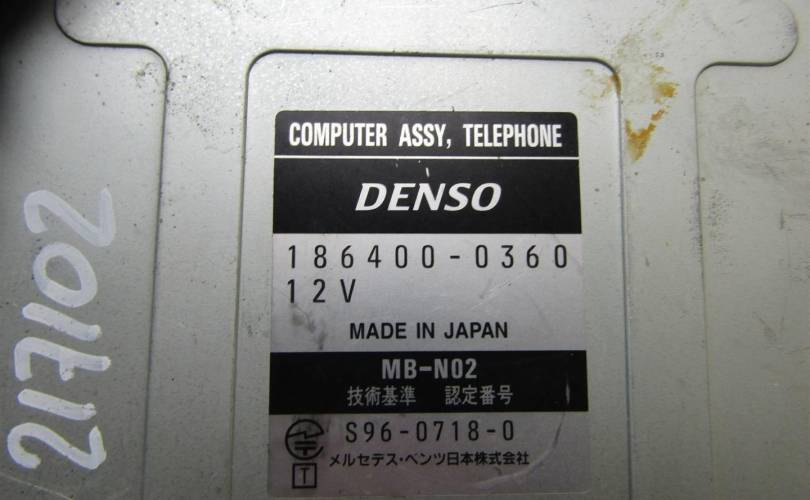 COMPUTER ASSY, TELEPHONE
DENSO
186400-0360
12V
MADE IN JAPAN
MB-N02
技術基準 認定番号
S96-0718-0
T
メルセデス・ベンツ日本株式会社
217102